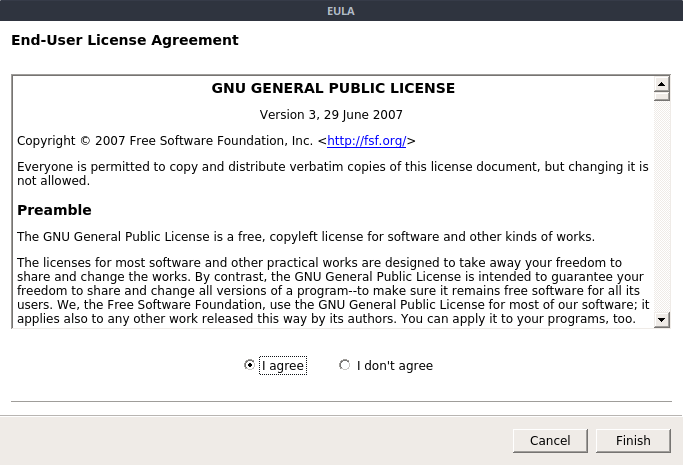 EULA
End-User License Agreement
GNU GENERAL PUBLIC LICENSE
Version 3, 29 June 2007
Copyright © 2007 Free Software Foundation, Inc. <http://fsf.org/>
Everyone is permitted to copy and distribute verbatim copies of this license document, but changing it is
not allowed.
Preamble
The GNU General Public License is a free, copyleft license for software and other kinds of works.
The licenses for most software and other practical works are designed to take away your freedom to
share and change the works. By contrast, the GNU General Public License is intended to guarantee your
freedom to share and change all versions of a program--to make sure it remains free software for all its
users. We, the Free Software Foundation, use the GNU General Public License for most of our software; it
applies also to any other work released this way by its authors. You can apply it to your programs, too.
I agree
I don't agree
Cancel
Finish